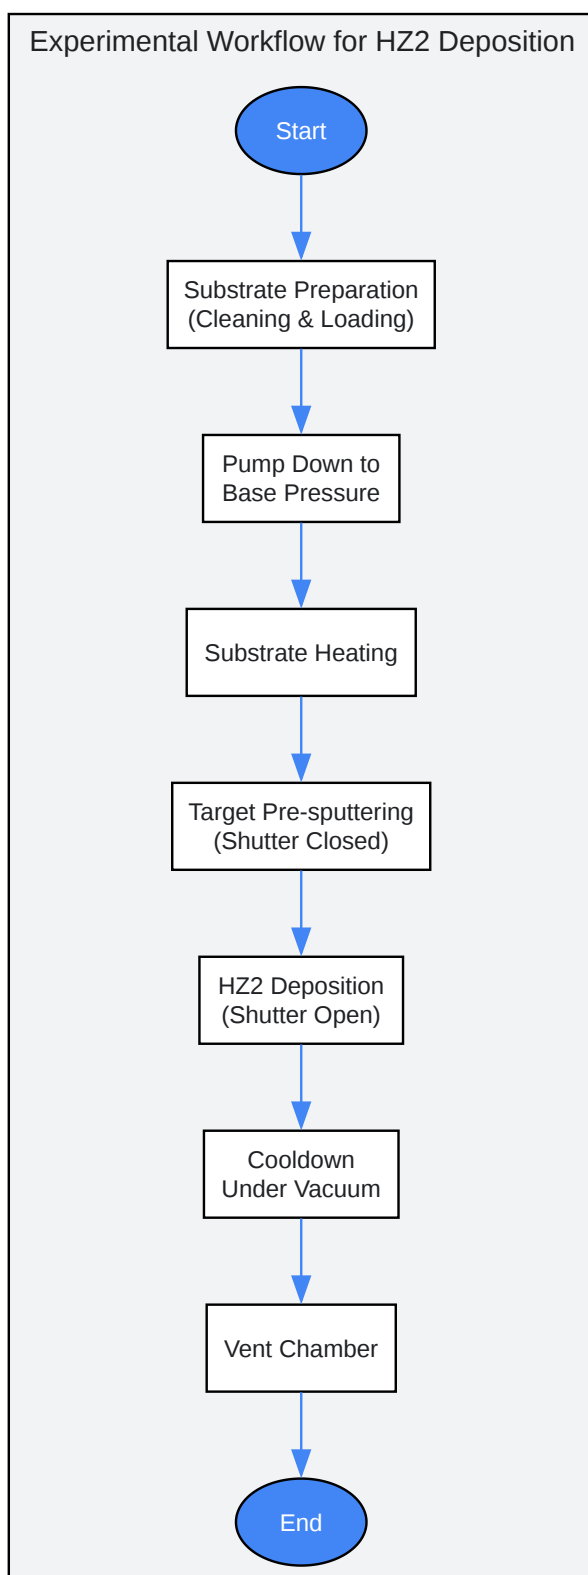 Experimental Workflow for HZ2 Deposition
Start
Substrate Preparation
(Cleaning & Loading)
Pump Down to
Base Pressure
Substrate Heating
Target Pre-sputtering
(Shutter Closed)
HZ2 Deposition
(Shutter Open)
Cooldown
Under Vacuum
Vent Chamber
End